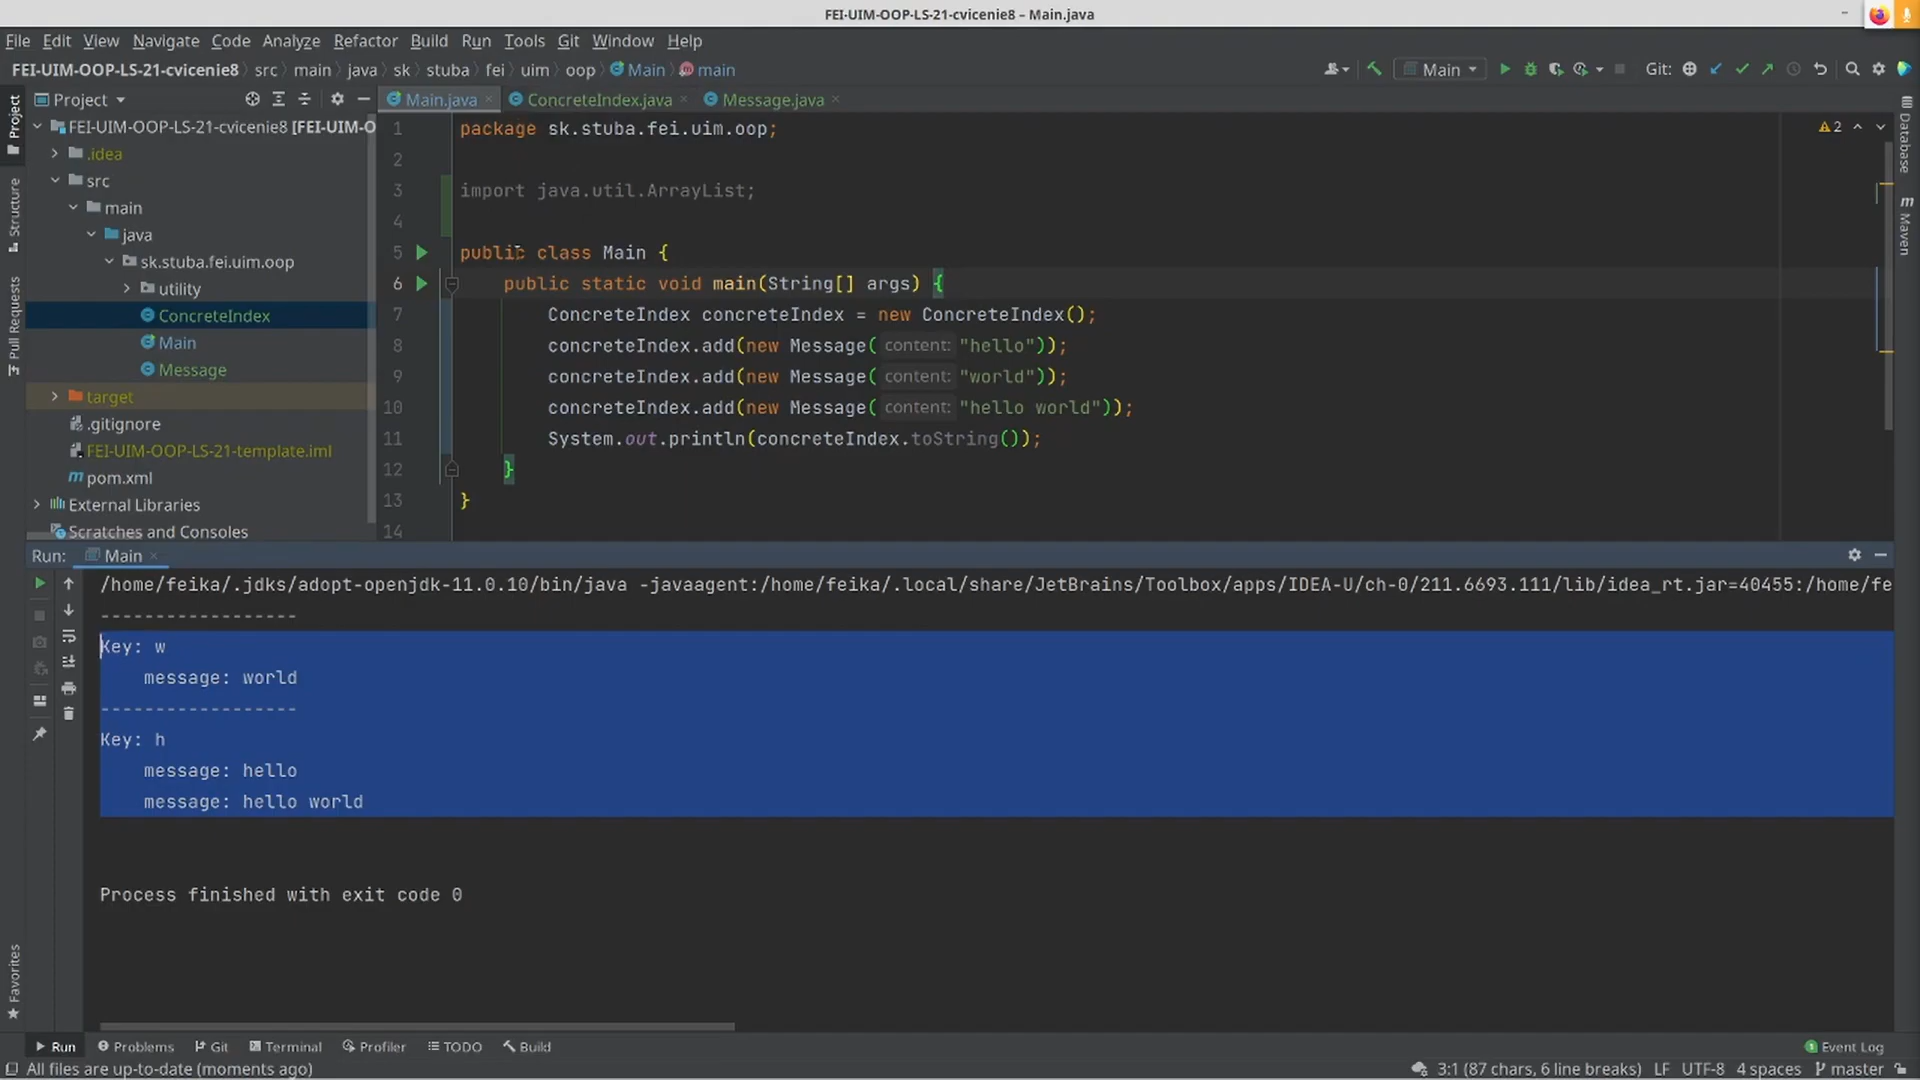 FEI-UIM-OOP-LS-21-cvicenie8 – Main.java
File Edit View Navigate Code Analyze Refactor Build Run Tools Git Window Help
FEI-UIM-OOP-LS-21-cvicenie8 src main java sk stuba fei uim oop Main main
Main Git:
Project
Main.java ConcreteIndex.java Message.java
FEI-UIM-OOP-LS-21-cvicenie8 [FEI-UIM-O
.idea
src
main
java
sk.stuba.fei.uim.oop
utility
ConcreteIndex
Main
Message
target
.gitignore
FEI-UIM-OOP-LS-21-template.iml
pom.xml
External Libraries
Scratches and Consoles
1 package sk.stuba.fei.uim.oop;
2
3 import java.util.ArrayList;
4
5 public class Main {
6 public static void main(String[] args) {
7 ConcreteIndex concreteIndex = new ConcreteIndex();
8 concreteIndex.add(new Message( content: "hello"));
9 concreteIndex.add(new Message( content: "world"));
10 concreteIndex.add(new Message( content: "hello world"));
11 System.out.println(concreteIndex.toString());
12 }
13 }
14
2
Project
Structure
Pull Requests
Favorites
Database
Maven
Run: Main
/home/feika/.jdks/adopt-openjdk-11.0.10/bin/java -javaagent:/home/feika/.local/share/JetBrains/Toolbox/apps/IDEA-U/ch-0/211.6693.111/lib/idea_rt.jar=40455:/home/fe
------------------
Key: w
message: world
------------------
Key: h
message: hello
message: hello world
Process finished with exit code 0
Run Problems Git Terminal Profiler TODO Build
1 Event Log
All files are up-to-date (moments ago)
3:1 (87 chars, 6 line breaks) LF UTF-8 4 spaces master